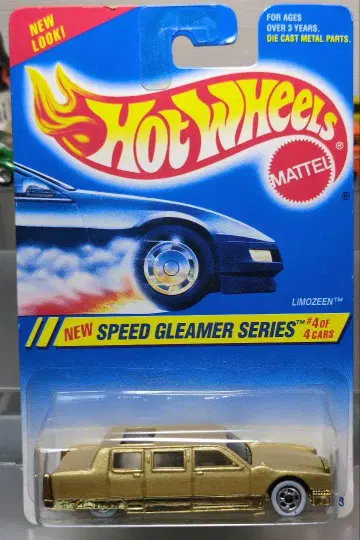 NEW
LOOK!
FOR AGES
OVER 3 YEARS.
DIE CAST METAL PARTS.
HOT WHEELS
MATTEL
LIMOZEEN™
NEW SPEED GLEAMER SERIES™ #4 OF
4 CARS
3